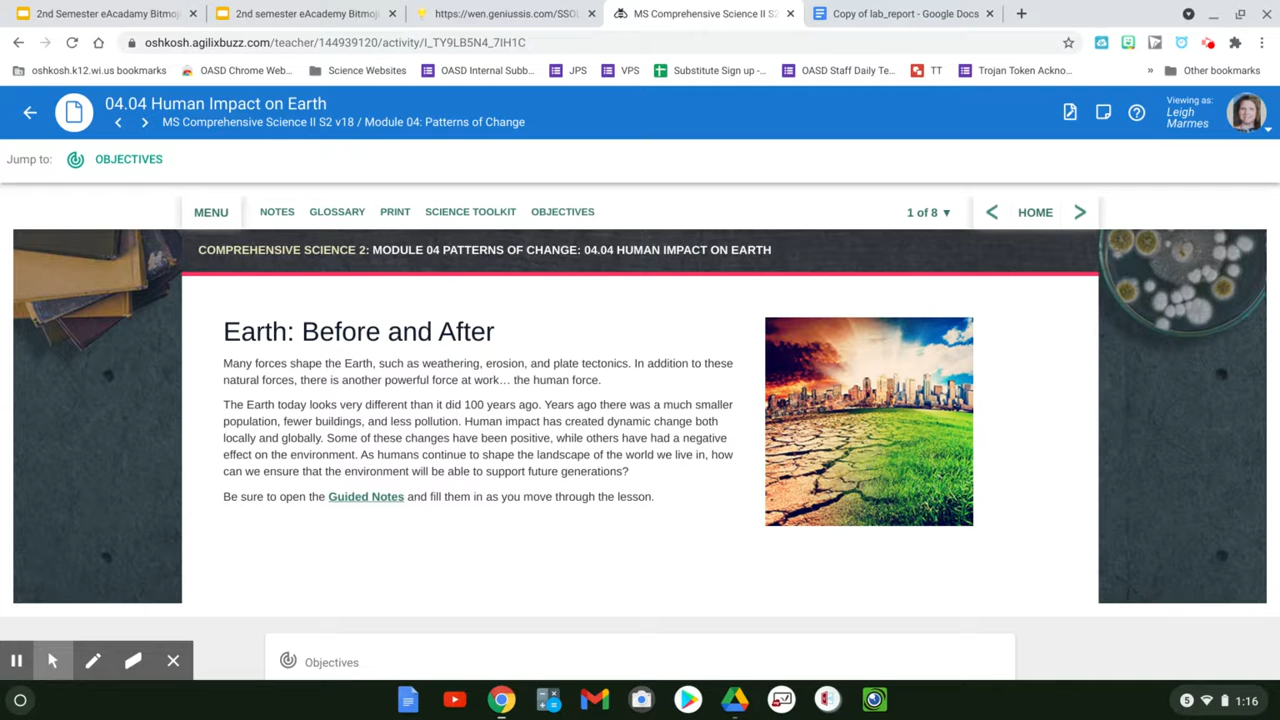 2nd Semester eAcadamy Bitmoji
2nd semester eAcademy Bitmoji
https://wen.geniussis.com/SSO
MS Comprehensive Science II S2
Copy of lab_report - Google Docs
oshkosh.agilixbuzz.com/teacher/144939120/activity/I_TY9LB5N4_7IH1C
oshkosh.k12.wi.us bookmarks
OASD Chrome Web...
Science Websites
OASD Internal Subb...
JPS
VPS
Substitute Sign up -...
OASD Staff Daily Te...
TT
Trojan Token Ackno...
»
Other bookmarks
04.04 Human Impact on Earth
MS Comprehensive Science II S2 v18 / Module 04: Patterns of Change
Viewing as:
Leigh
Marmes
Jump to:
OBJECTIVES
MENU
NOTES
GLOSSARY
PRINT
SCIENCE TOOLKIT
OBJECTIVES
1 of 8 ▼
HOME
COMPREHENSIVE SCIENCE 2: MODULE 04 PATTERNS OF CHANGE: 04.04 HUMAN IMPACT ON EARTH
Earth: Before and After
Many forces shape the Earth, such as weathering, erosion, and plate tectonics. In addition to these
natural forces, there is another powerful force at work... the human force.
The Earth today looks very different than it did 100 years ago. Years ago there was a much smaller
population, fewer buildings, and less pollution. Human impact has created dynamic change both
locally and globally. Some of these changes have been positive, while others have had a negative
effect on the environment. As humans continue to shape the landscape of the world we live in, how
can we ensure that the environment will be able to support future generations?
Be sure to open the Guided Notes and fill them in as you move through the lesson.
Objectives
5
1:16